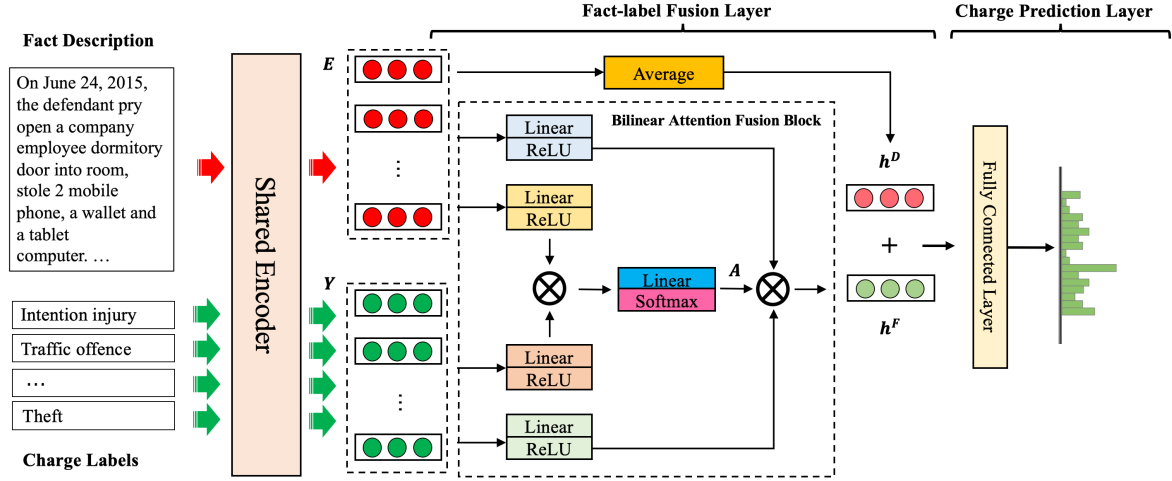 Fact-label Fusion Layer
Charge Prediction Layer
Fact Description
On June 24, 2015,
the defendant pry
open a company
employee dormitory
door into room,
stole 2 mobile
phone, a wallet and
a tablet
computer. …
Intention injury
Traffic offence
…
Theft
Charge Labels
Shared Encoder
E
…
Y
…
Average
Bilinear Attention Fusion Block
Linear
ReLU
Linear
ReLU
Linear
Softmax
A
Linear
ReLU
Linear
ReLU
h^D
+
h^F
Fully Connected Layer